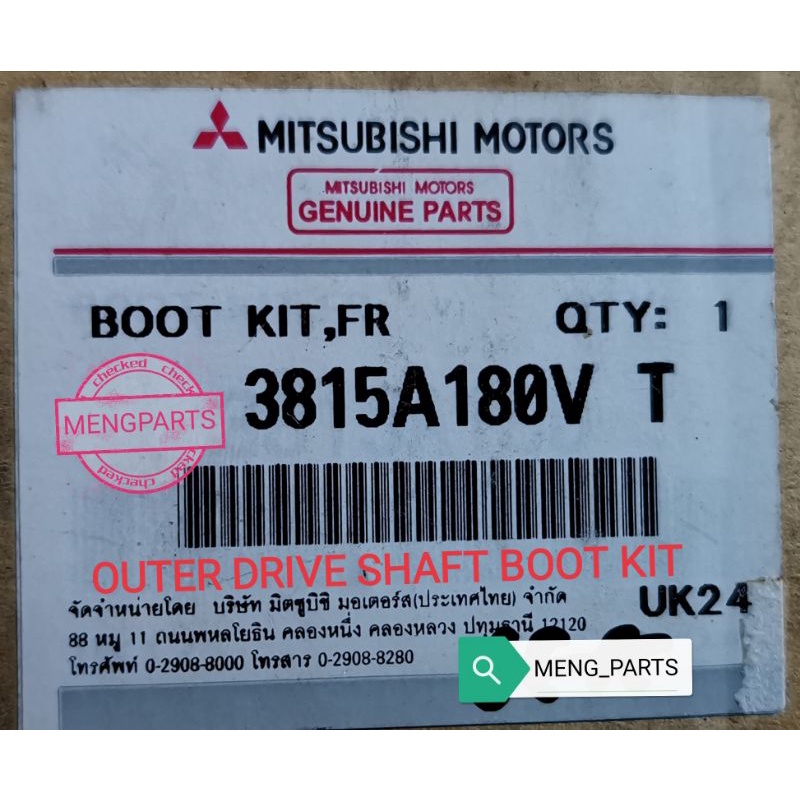 MITSUBISHI MOTORS
MITSUBISHI MOTORS
GENUINE PARTS
BOOT KIT,FR QTY: 1
3815A180V T
checked checked
MENGPARTS
checked checked
OUTER DRIVE SHAFT BOOT KIT
จัดจำหน่ายโดย บริษัท มิตซูบิชิ มอเตอร์ส(ประเทศไทย) จำกัด
UK24
88 หมู 11 ถนนพหลโยธิน คลองหนึ่ง คลองหลวง ปทุมธานี 12120
โทรศัพท์ 0-2908-8000 โทรสาร 0-2908-8280
MENG_PARTS